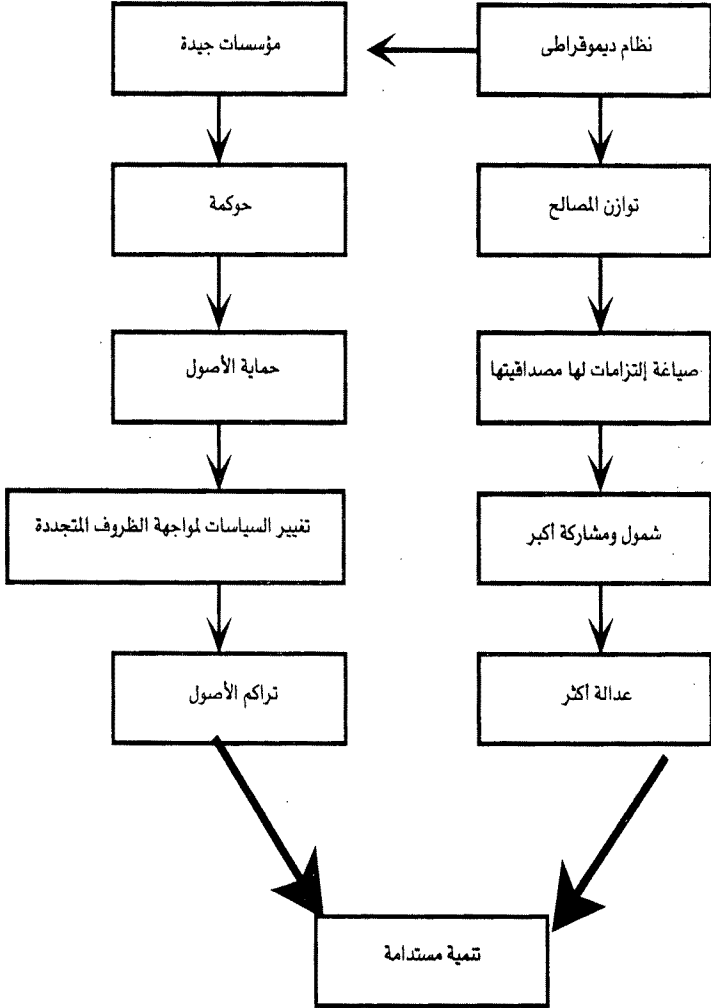 نظام ديموقراطى
مؤسسات جيدة
توازن المصالح
حوكمة
صياغة إلتزامات لها مصداقيتها
حماية الأصول
شمول ومشاركة أكبر
تغيير السياسات لمواجهة الظروف المتجددة
عدالة أكثر
تراكم الأصول
تنمية مستدامة